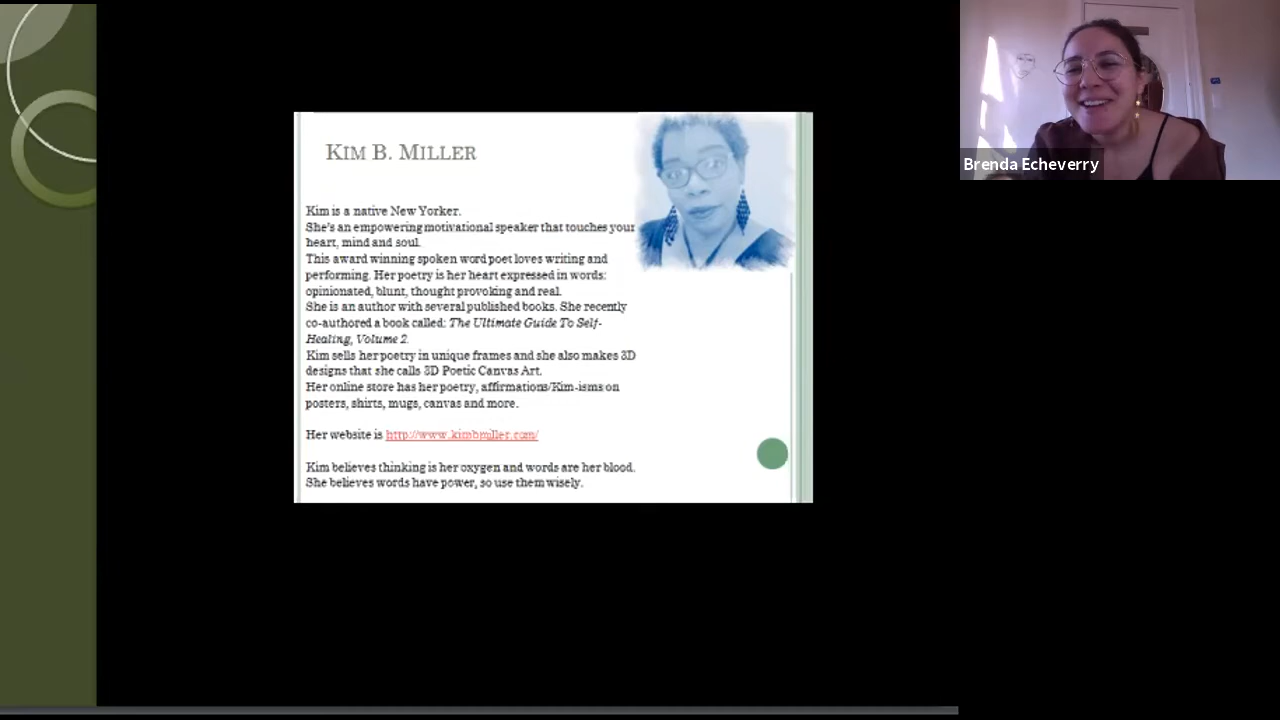 KIM B. MILLER
Kim is a native New Yorker.
She's an empowering motivational speaker that touches your
heart, mind and soul.
This award winning spoken word poet loves writing and
performing. Her poetry is her heart expressed in words:
opinionated, blunt, thought provoking and real.
She is an author with several published books. She recently
co-authored a book called: The Ultimate Guide To Self-
Healing, Volume 2.
Kim sells her poetry in unique frames and she also makes 3D
designs that she calls 3D Poetic Canvas Art.
Her online store has her poetry, affirmations/Kim-isms on
posters, shirts, mugs, canvas and more.
Her website is http://www.kimbmiller.com/
Kim believes thinking is her oxygen and words are her blood.
She believes words have power, so use them wisely.
Brenda Echeverry